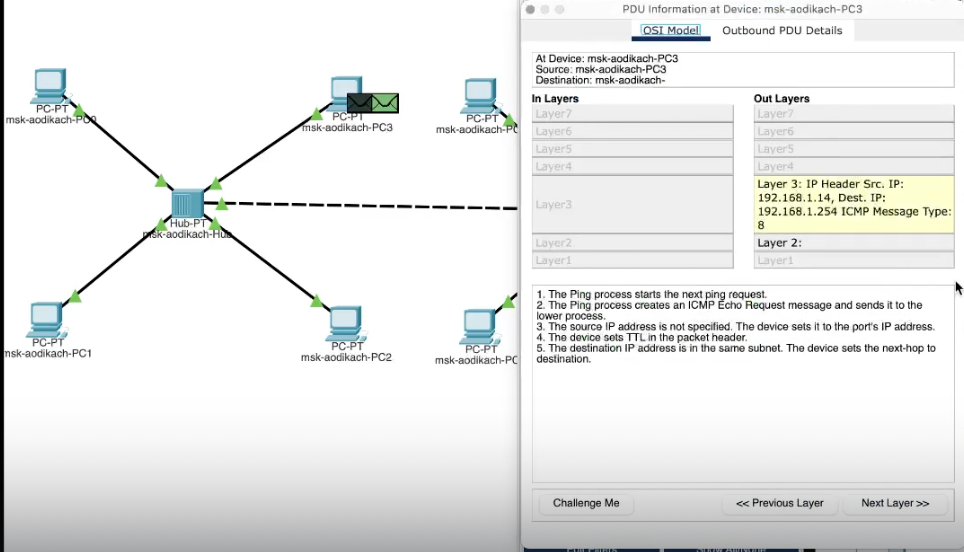 PDU Information at Device: msk-aodikach-PC3
OSI Model
Outbound PDU Details
At Device: msk-aodikach-PC3
Source: msk-aodikach-PC3
Destination: msk-aodikach-
In Layers
Out Layers
Layer7
Layer7
Layer6
Layer6
Layer5
Layer5
Layer4
Layer4
Layer3
Layer 3: IP Header Src. IP:
192.168.1.14, Dest. IP:
192.168.1.254 ICMP Message Type:
8
Layer2
Layer 2:
Layer1
Layer1
1. The Ping process starts the next ping request.
2. The Ping process creates an ICMP Echo Request message and sends it to the
lower process.
3. The source IP address is not specified. The device sets it to the port's IP address.
4. The device sets TTL in the packet header.
5. The destination IP address is in the same subnet. The device sets the next-hop to
destination.
Challenge Me
<< Previous Layer
Next Layer >>
PC-PT
msk-aodikach-PC0
PC-PT
msk-aodikach-PC3
PC-PT
msk-aodikach-PC
Hub-PT
msk-aodikach-Hub
PC-PT
msk-aodikach-PC1
PC-PT
msk-aodikach-PC2
PC-PT
msk-aodikach-PC